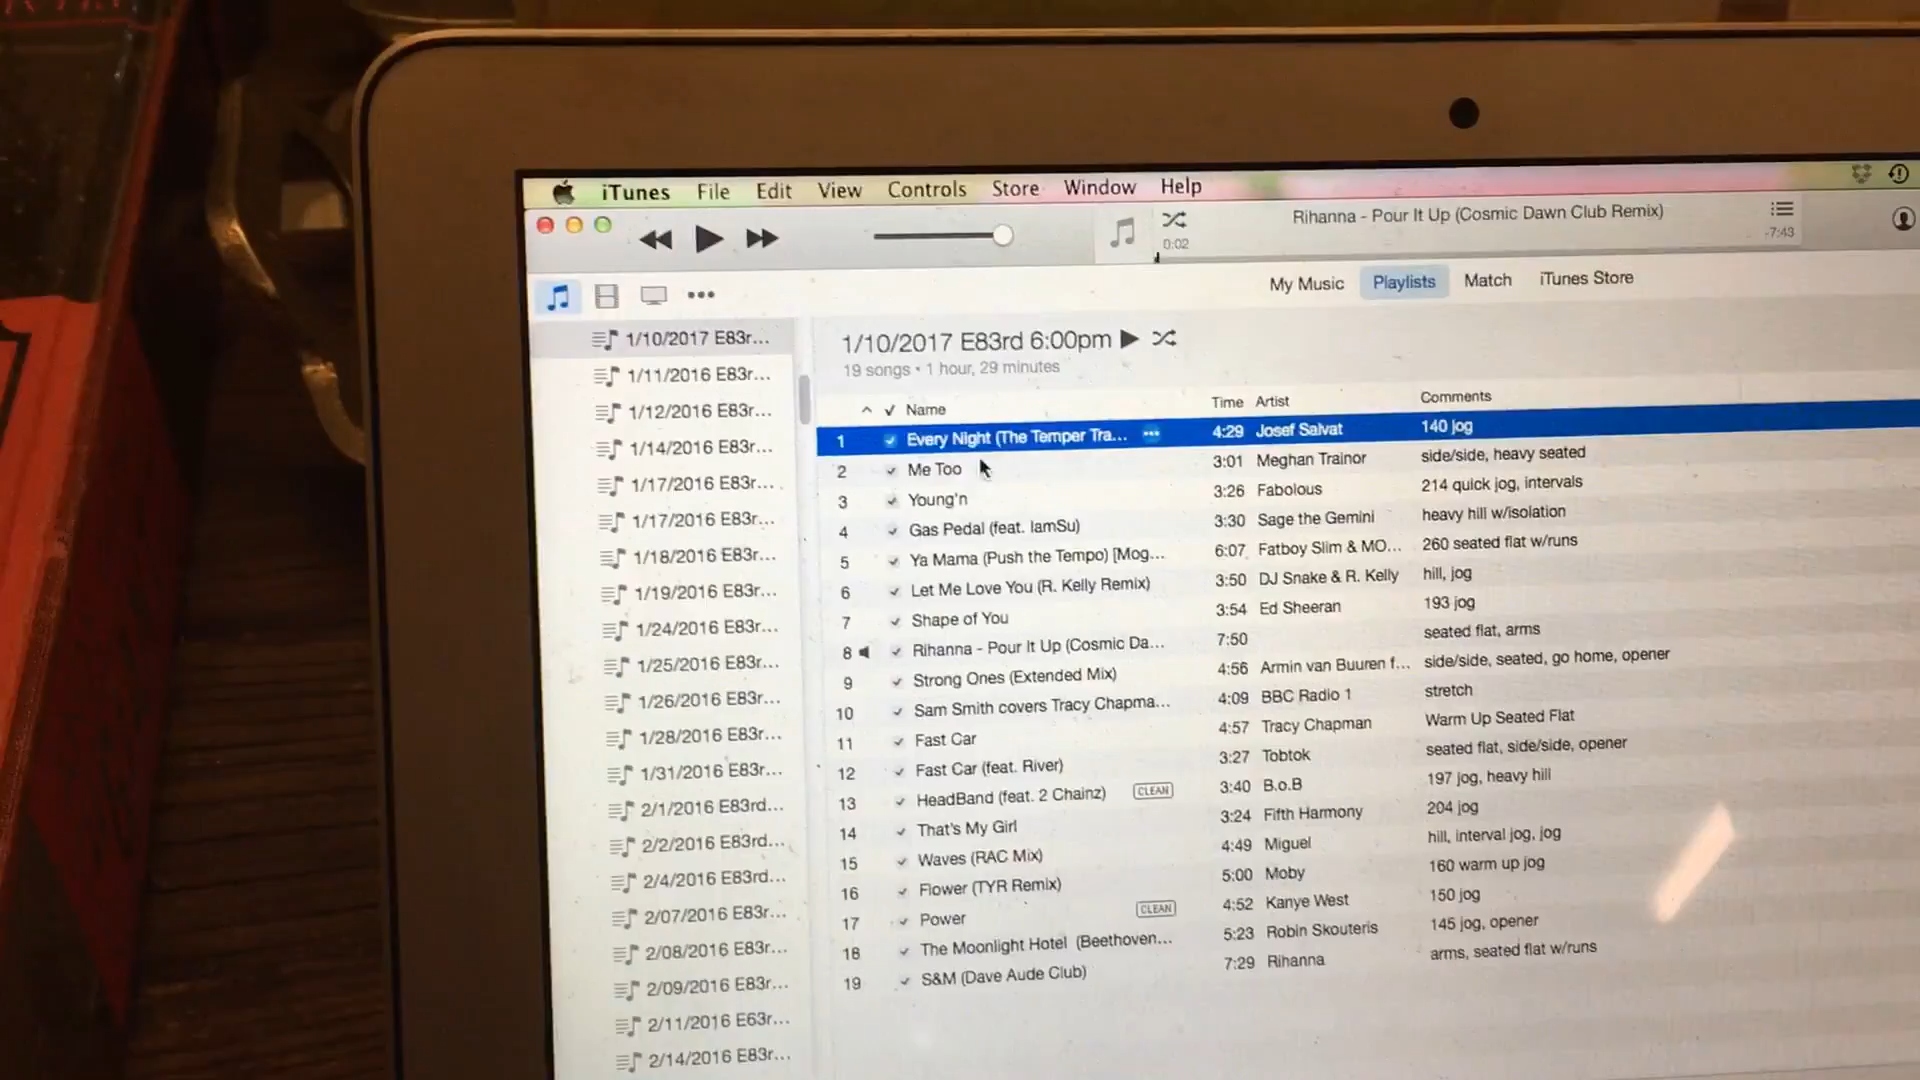 iTunes File Edit View Controls Store Window Help
Rihanna - Pour It Up (Cosmic Dawn Club Remix)
0:02 -7:43
My Music Playlists Match iTunes Store
1/10/2017 E83r...
1/11/2016 E83r...
1/12/2016 E83r...
1/14/2016 E83r...
1/17/2016 E83r...
1/17/2016 E83r...
1/18/2016 E83r...
1/19/2016 E83r...
1/24/2016 E83r...
1/25/2016 E83r...
1/26/2016 E83r...
1/28/2016 E83r...
1/31/2016 E83r...
2/1/2016 E83rd...
2/2/2016 E83rd...
2/4/2016 E83rd...
2/07/2016 E83r...
2/08/2016 E83r...
2/09/2016 E83r...
2/11/2016 E63r...
2/14/2016 E83r...
1/10/2017 E83rd 6:00pm
19 songs • 1 hour, 29 minutes
Name Time Artist Comments
1 Every Night (The Temper Tra... 4:29 Josef Salvat 140 jog
2 Me Too 3:01 Meghan Trainor side/side, heavy seated
3 Young'n 3:26 Fabolous 214 quick jog, intervals
4 Gas Pedal (feat. IamSu) 3:30 Sage the Gemini heavy hill w/isolation
5 Ya Mama (Push the Tempo) [Mog... 6:07 Fatboy Slim & MO... 260 seated flat w/runs
6 Let Me Love You (R. Kelly Remix) 3:50 DJ Snake & R. Kelly hill, jog
7 Shape of You 3:54 Ed Sheeran 193 jog
8 Rihanna - Pour It Up (Cosmic Da... 7:50 seated flat, arms
9 Strong Ones (Extended Mix) 4:56 Armin van Buuren f... side/side, seated, go home, opener
10 Sam Smith covers Tracy Chapma... 4:09 BBC Radio 1 stretch
11 Fast Car 4:57 Tracy Chapman Warm Up Seated Flat
12 Fast Car (feat. River) 3:27 Tobtok seated flat, side/side, opener
13 HeadBand (feat. 2 Chainz) CLEAN 3:40 B.o.B 197 jog, heavy hill
14 That's My Girl 3:24 Fifth Harmony 204 jog
15 Waves (RAC Mix) 4:49 Miguel hill, interval jog, jog
16 Flower (TYR Remix) 5:00 Moby 160 warm up jog
17 Power CLEAN 4:52 Kanye West 150 jog
18 The Moonlight Hotel (Beethoven... 5:23 Robin Skouteris 145 jog, opener
19 S&M (Dave Aude Club) 7:29 Rihanna arms, seated flat w/runs